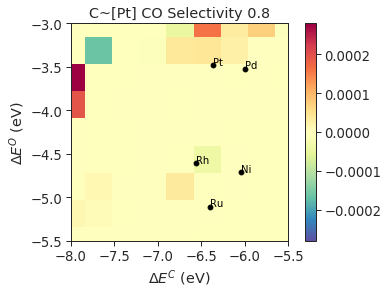 C~[Pt] CO Selectivity 0.8
−3.0
−3.5
−4.0
−4.5
−5.0
−5.5
ΔE^O (eV)
Pt
Pd
Rh
Ni
Ru
−8.0 −7.5 −7.0 −6.5 −6.0 −5.5
ΔE^C (eV)
0.0002
0.0001
0.0000
−0.0001
−0.0002